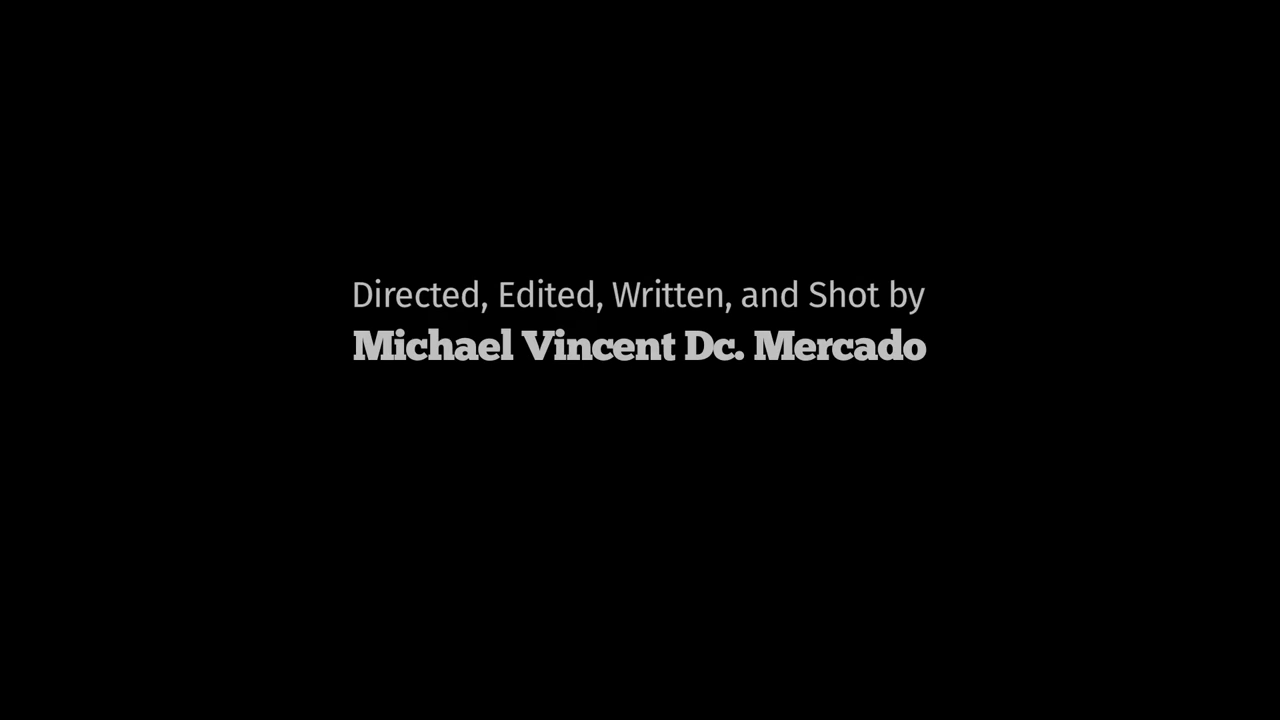 Directed, Edited, Written, and Shot by
Michael Vincent Dc. Mercado